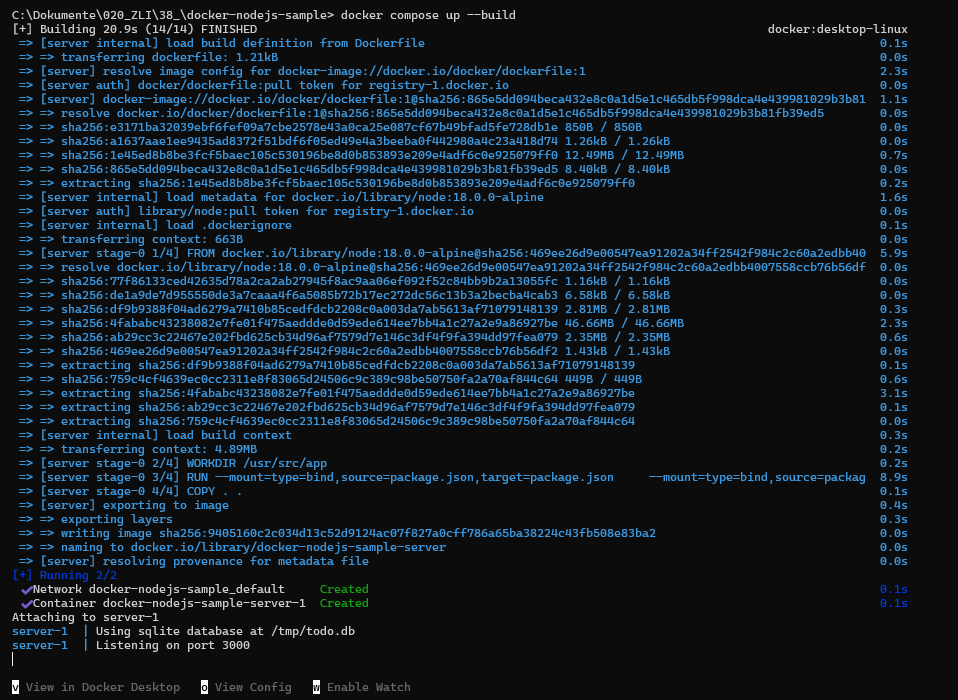 C:\Dokumente\020_ZLI\38_\docker-nodejs-sample> docker compose up --build
[+] Building 20.9s (14/14) FINISHED docker:desktop-linux
=> [server internal] load build definition from Dockerfile 0.1s
=> => transferring dockerfile: 1.21kB 0.0s
=> [server] resolve image config for docker-image://docker.io/docker/dockerfile:1 2.3s
=> [server auth] docker/dockerfile:pull token for registry-1.docker.io 0.0s
=> [server] docker-image://docker.io/docker/dockerfile:1@sha256:865e5dd094beca432e8c0a1d5e1c465db5f998dca4e439981029b3b81 1.1s
=> => resolve docker.io/docker/dockerfile:1@sha256:865e5dd094beca432e8c0a1d5e1c465db5f998dca4e439981029b3b81fb39ed5 0.0s
=> => sha256:e3171ba32039ebf6fef09a7cbe2578e43a0ca25e087cf67b49bfad5fe728db1e 850B / 850B 0.0s
=> => sha256:a1637aae1ee9435ad8372f51bdf6f05ed49e4a3beeba0f442980a4c23a418d74 1.26kB / 1.26kB 0.0s
=> => sha256:1e45ed8b8be3fcf5baec105c530196be8d0b853893e209e4adf6c0e925079ff0 12.49MB / 12.49MB 0.7s
=> => sha256:865e5dd094beca432e8c0a1d5e1c465db5f998dca4e439981029b3b81fb39ed5 8.40kB / 8.40kB 0.0s
=> => extracting sha256:1e45ed8b8be3fcf5baec105c530196be8d0b853893e209e4adf6c0e925079ff0 0.2s
=> [server internal] load metadata for docker.io/library/node:18.0.0-alpine 1.6s
=> [server auth] library/node:pull token for registry-1.docker.io 0.0s
=> [server internal] load .dockerignore 0.1s
=> => transferring context: 663B 0.0s
=> [server stage-0 1/4] FROM docker.io/library/node:18.0.0-alpine@sha256:469ee26d9e00547ea91202a34ff2542f984c2c60a2edbb40 5.9s
=> => resolve docker.io/library/node:18.0.0-alpine@sha256:469ee26d9e00547ea91202a34ff2542f984c2c60a2edbb4007558ccb76b56df 0.0s
=> => sha256:77f86133ced42635d78a2ca2ab27945f8ac9aa06ef092f52c84bb9b2a13055fc 1.16kB / 1.16kB 0.0s
=> => sha256:de1a9de7d955550de3a7caaa4f6a5085b72b17ec272dc56c13b3a2becba4cab3 6.58kB / 6.58kB 0.0s
=> => sha256:df9b9388f04ad6279a7410b85cedfdcb2208c0a003da7ab5613af71079148139 2.81MB / 2.81MB 0.3s
=> => sha256:4fababc43238082e7fe01f475aeddde0d59ede614ee7bb4a1c27a2e9a86927be 46.66MB / 46.66MB 2.3s
=> => sha256:ab29cc3c22467e202fbd625cb34d96af7579d7e146c3df4f9fa394dd97fea079 2.35MB / 2.35MB 0.6s
=> => sha256:469ee26d9e00547ea91202a34ff2542f984c2c60a2edbb4007558ccb76b56df2 1.43kB / 1.43kB 0.0s
=> => extracting sha256:df9b9388f04ad6279a7410b85cedfdcb2208c0a003da7ab5613af71079148139 0.1s
=> => sha256:759c4cf4639ec0cc2311e8f83065d24506c9c389c98be50750fa2a70af844c64 449B / 449B 0.6s
=> => extracting sha256:4fababc43238082e7fe01f475aeddde0d59ede614ee7bb4a1c27a2e9a86927be 3.1s
=> => extracting sha256:ab29cc3c22467e202fbd625cb34d96af7579d7e146c3df4f9fa394dd97fea079 0.1s
=> => extracting sha256:759c4cf4639ec0cc2311e8f83065d24506c9c389c98be50750fa2a70af844c64 0.0s
=> [server internal] load build context 0.3s
=> => transferring context: 4.89MB 0.2s
=> [server stage-0 2/4] WORKDIR /usr/src/app 0.2s
=> [server stage-0 3/4] RUN --mount=type=bind,source=package.json,target=package.json --mount=type=bind,source=packag 8.9s
=> [server stage-0 4/4] COPY . . 0.1s
=> [server] exporting to image 0.4s
=> => exporting layers 0.3s
=> => writing image sha256:9405160c2c034d13c52d9124ac07f827a0cff786a65ba38224c43fb508e83ba2 0.0s
=> => naming to docker.io/library/docker-nodejs-sample-server 0.0s
=> [server] resolving provenance for metadata file 0.0s
[+] Running 2/2
✔Network docker-nodejs-sample_default Created 0.1s
✔Container docker-nodejs-sample-server-1 Created 0.1s
Attaching to server-1
server-1 | Using sqlite database at /tmp/todo.db
server-1 | Listening on port 3000
v View in Docker Desktop o View Config w Enable Watch